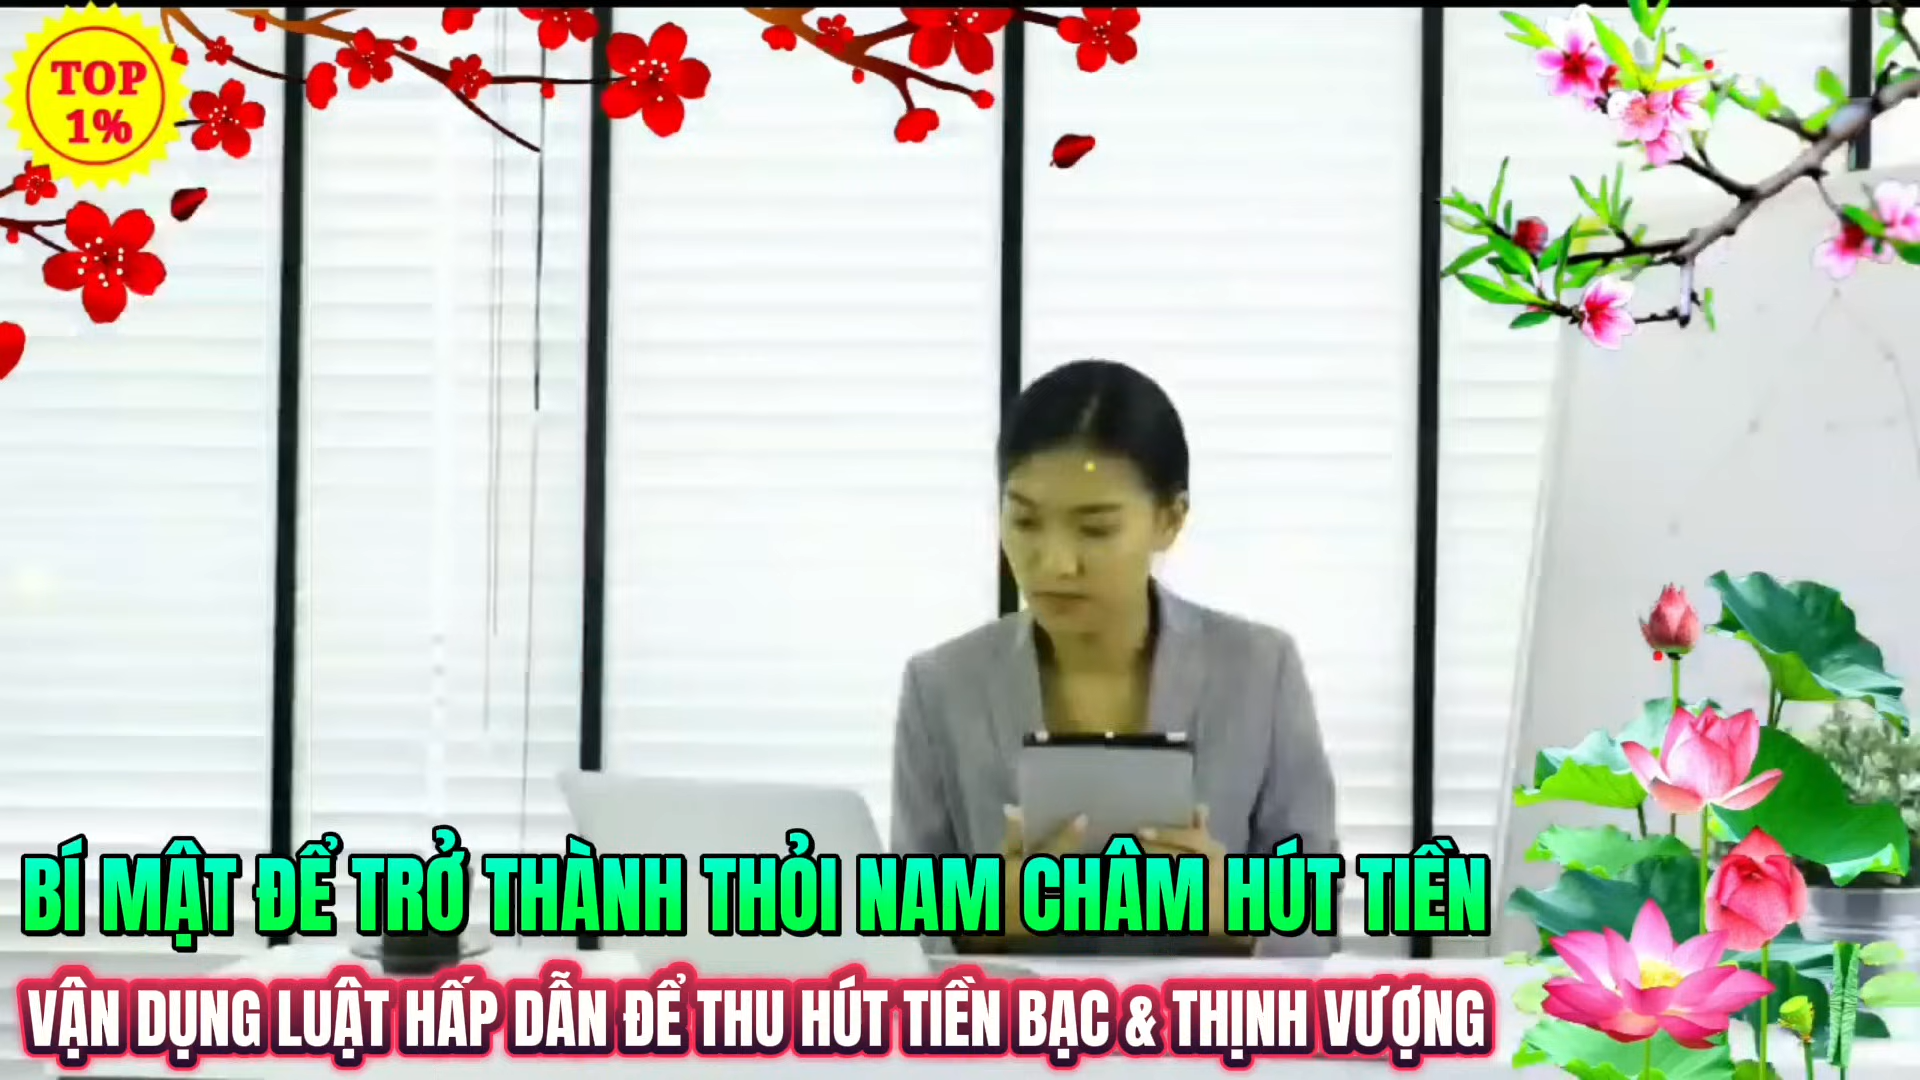 TOP
1%
BÍ MẬT ĐỂ TRỞ THÀNH THỎI NAM CHÂM HÚT TIỀN
VẬN DỤNG LUẬT HẤP DẪN ĐỂ THU HÚT TIỀN BẠC & THỊNH VƯỢNG